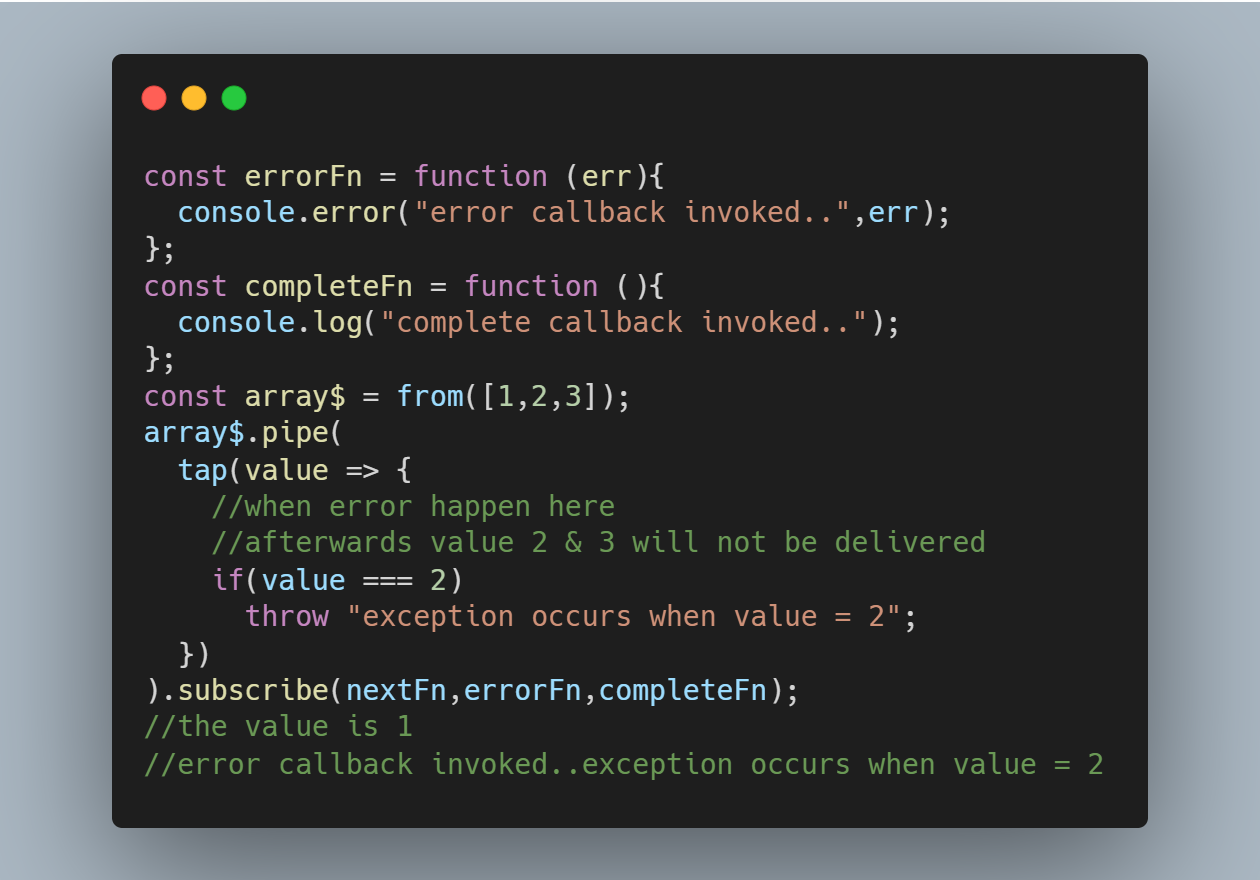 const errorFn = function (err){
  console.error("error callback invoked..",err);
};
const completeFn = function (){
  console.log("complete callback invoked..");
};
const array$ = from([1,2,3]);
array$.pipe(
  tap(value => {
    //when error happen here
    //afterwards value 2 & 3 will not be delivered
    if(value === 2)
      throw "exception occurs when value = 2";
  })
).subscribe(nextFn,errorFn,completeFn);
//the value is 1
//error callback invoked..exception occurs when value = 2